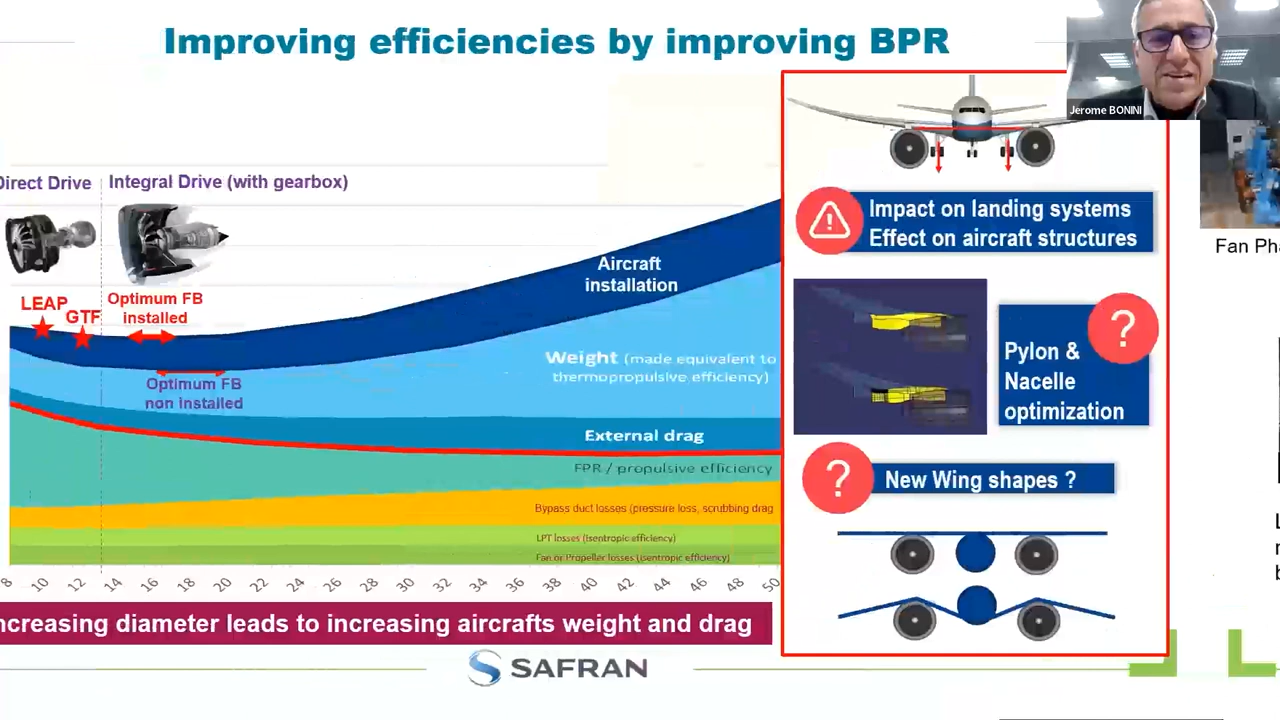 Improving efficiencies by improving BPR
Jerome BONINI
Direct Drive
Integral Drive (with gearbox)
LEAP
GTF
Optimum FB
installed
Optimum FB
non installed
Aircraft
installation
Weight (made equivalent to
thermopropulsive efficiency)
External drag
FPR / propulsive efficiency
Bypass duct losses (pressure loss, scrubbing drag
LPT losses (isentropic efficiency)
Fan or Propeller losses (isentropic efficiency)
8 10 12 14 16 18 20 22 24 26 28 30 32 34 36 38 40 42 44 46 48 50
ncreasing diameter leads to increasing aircrafts weight and drag
SAFRAN
Impact on landing systems
Effect on aircraft structures
?
Pylon &
Nacelle
optimization
?
New Wing shapes ?
Fan Pha